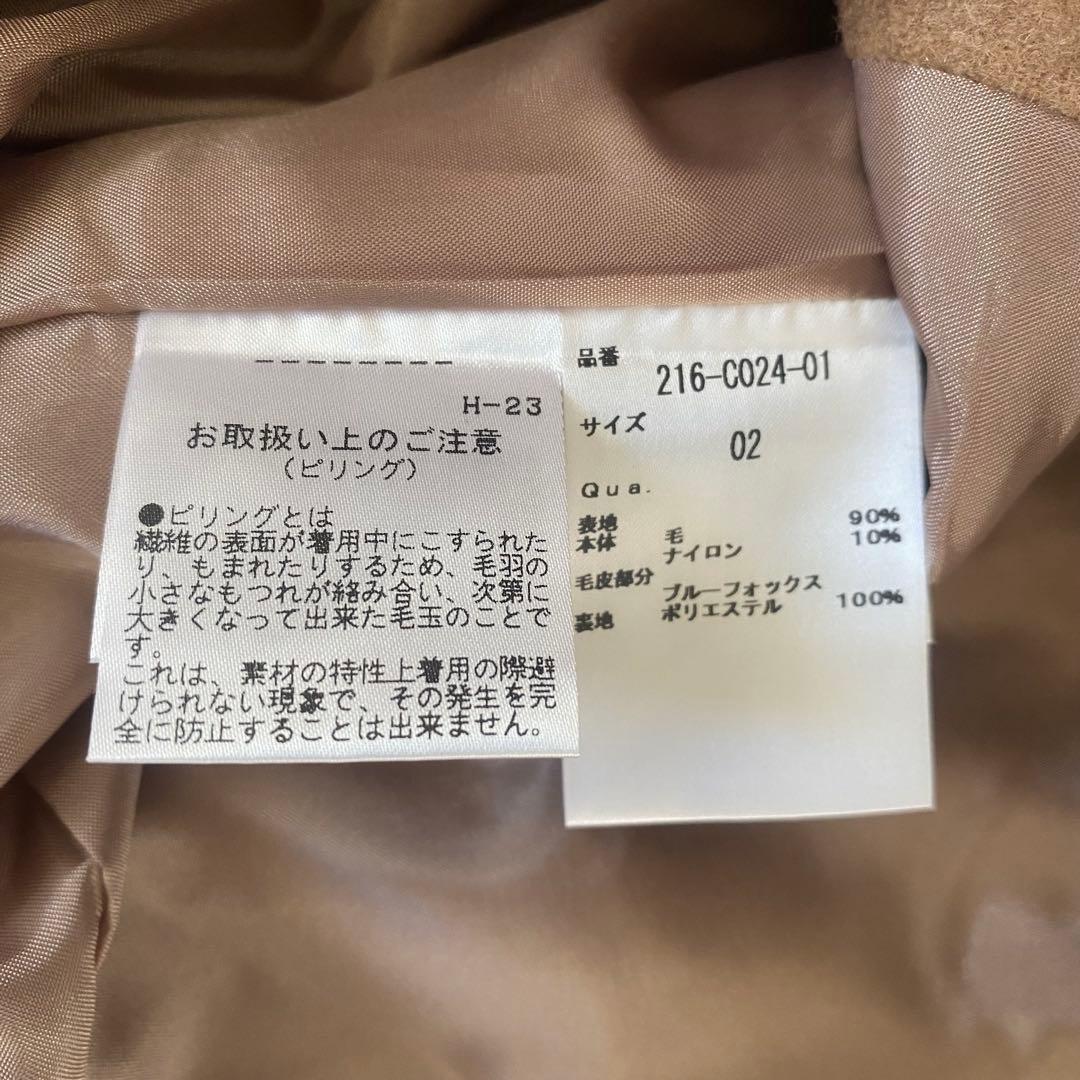 H-23
お取扱い上のご注意
(ピリング)
●ピリングとは
繊維の表面が着用中にこすられた
り、もまれたりするため、毛羽の
小さなもつれが絡み合い、次第に
大きくなって出来た毛玉のことで
す。
これは、素材の特性上着用の際避
けられない現象で、その発生を完
全に防止することは出来ません。
品番 216-C024-01
サイズ 02
Qua.
表地 90%
本体 毛 10%
ナイロン
毛皮部分 ブルーフォックス
裏地 ポリエステル 100%